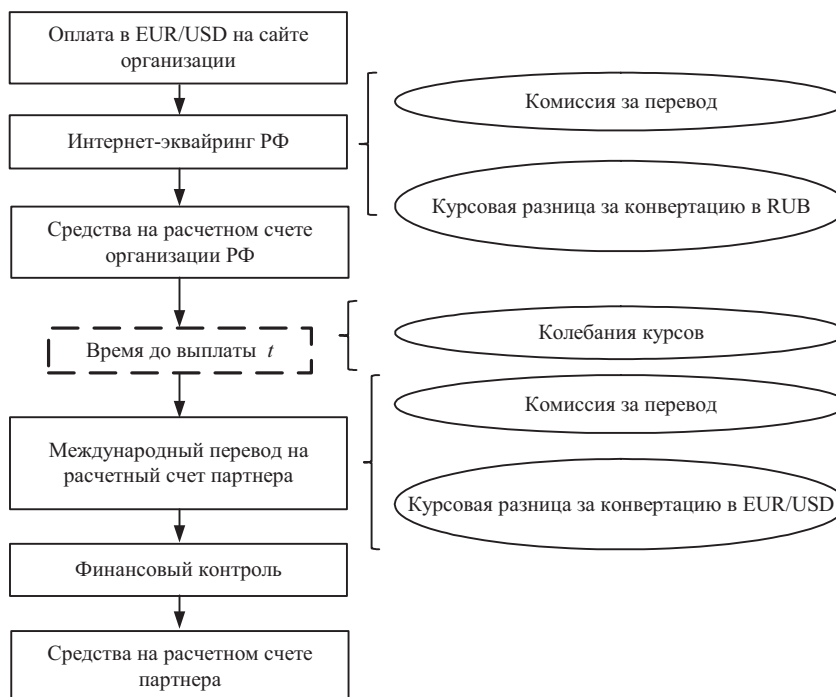 Оплата в EUR/USD на сайте
организации
Комиссия за перевод
Интернет-эквайринг РФ
Курсовая разница за конвертацию в RUB
Средства на расчетном счете
организации РФ
Колебания курсов
Время до выплаты t
Комиссия за перевод
Международный перевод на
расчетный счет партнера
Курсовая разница за конвертацию в EUR/USD
Финансовый контроль
Средства на расчетном счете
партнера